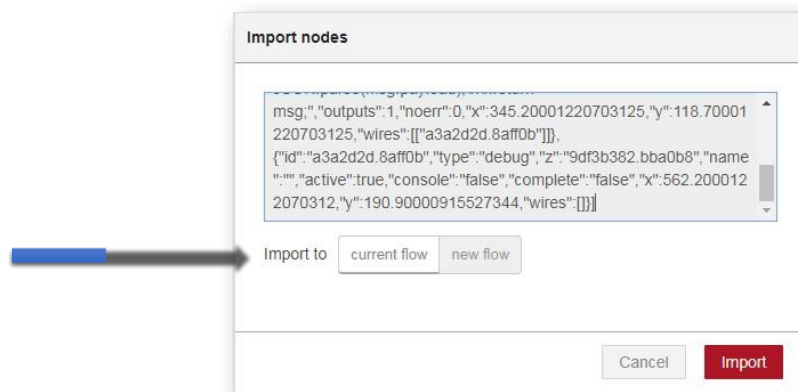 Import nodes
msg;","outputs":1,"noerr":0,"x":345.20001220703125,"y":118.70001
220703125,"wires":[["a3a2d2d.8aff0b"]]},
{"id":"a3a2d2d.8aff0b","type":"debug","z":"9df3b382.bba0b8","name
":"","active":true,"console":"false","complete":"false","x":562.200012
2070312,"y":190.90000915527344,"wires":[]}]
Import to current flow new flow
Cancel Import